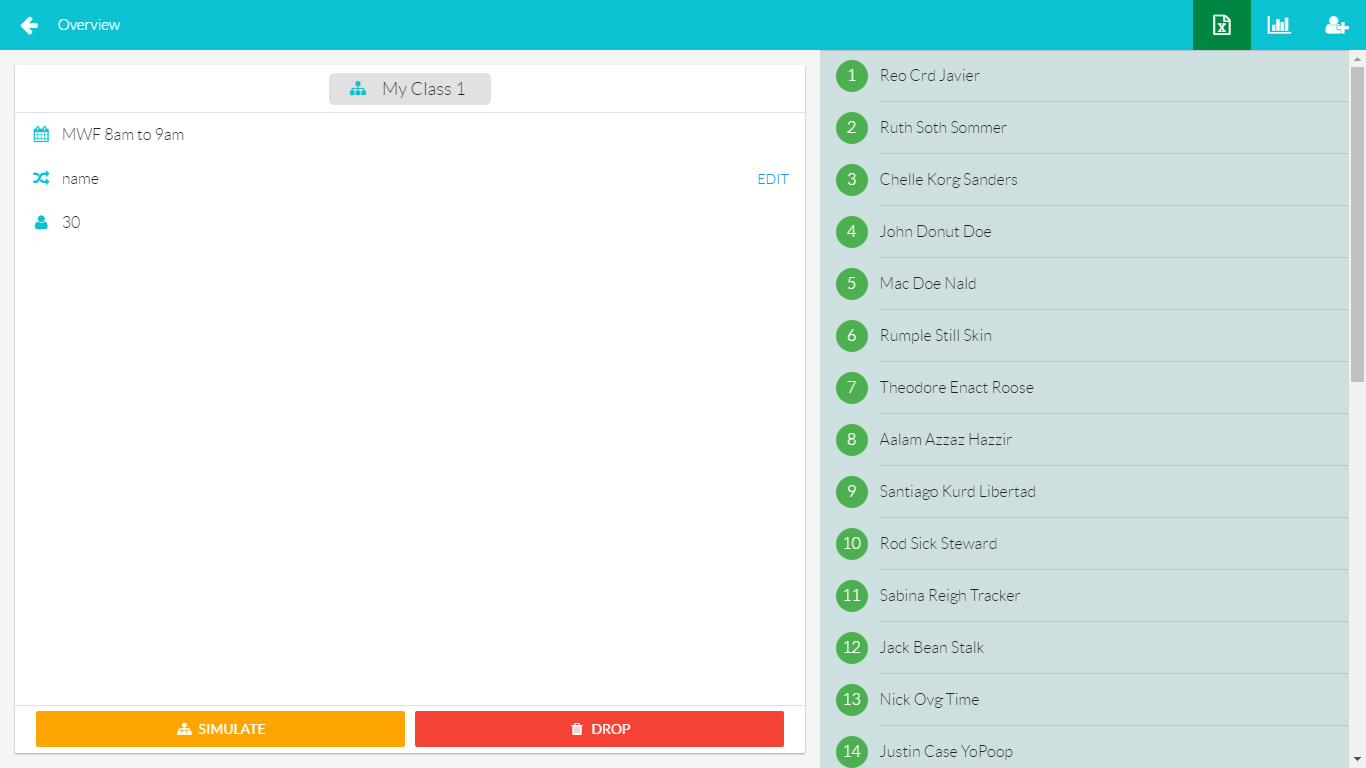 Overview
My Class 1
MWF 8am to 9am
name
EDIT
30
SIMULATE
DROP
1 Reo Crd Javier
2 Ruth Soth Sommer
3 Chelle Korg Sanders
4 John Donut Doe
5 Mac Doe Nald
6 Rumple Still Skin
7 Theodore Enact Roose
8 Aalam Azzaz Hazzir
9 Santiago Kurd Libertad
10 Rod Sick Steward
11 Sabina Reigh Tracker
12 Jack Bean Stalk
13 Nick Ovg Time
14 Justin Case YoPoop